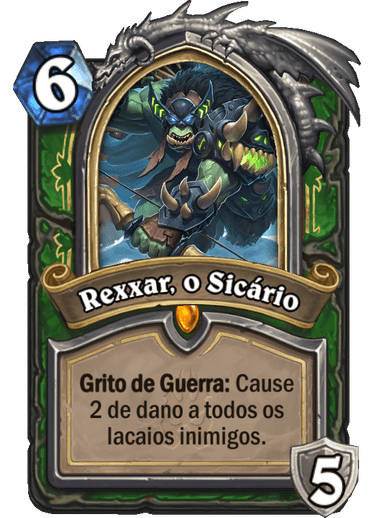 6
Rexxar, o Sicário
Grito de Guerra: Cause
2 de dano a todos os
lacaios inimigos.
5